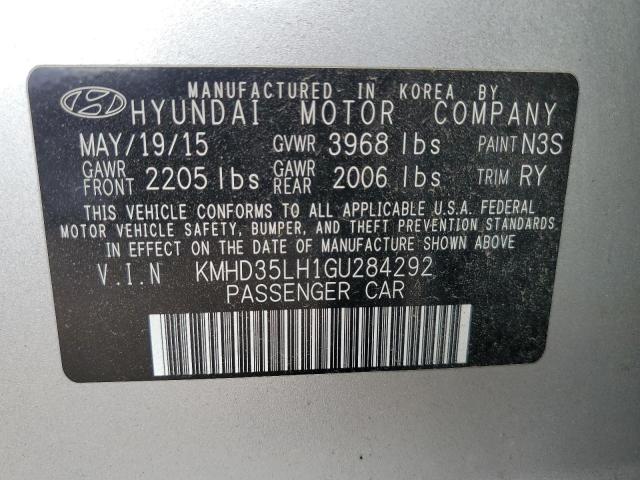 MANUFACTURED IN KOREA BY
HYUNDAI MOTOR COMPANY
MAY/19/15 GVWR 3968 lbs PAINT N3S
GAWR FRONT 2205 lbs GAWR REAR 2006 lbs TRIM RY
THIS VEHICLE CONFORMS TO ALL APPLICABLE U.S.A. FEDERAL
MOTOR VEHICLE SAFETY, BUMPER, AND THEFT PREVENTION STANDARDS
IN EFFECT ON THE DATE OF MANUFACTURE SHOWN ABOVE.
V.I.N KMHD35LH1GU284292
PASSENGER CAR